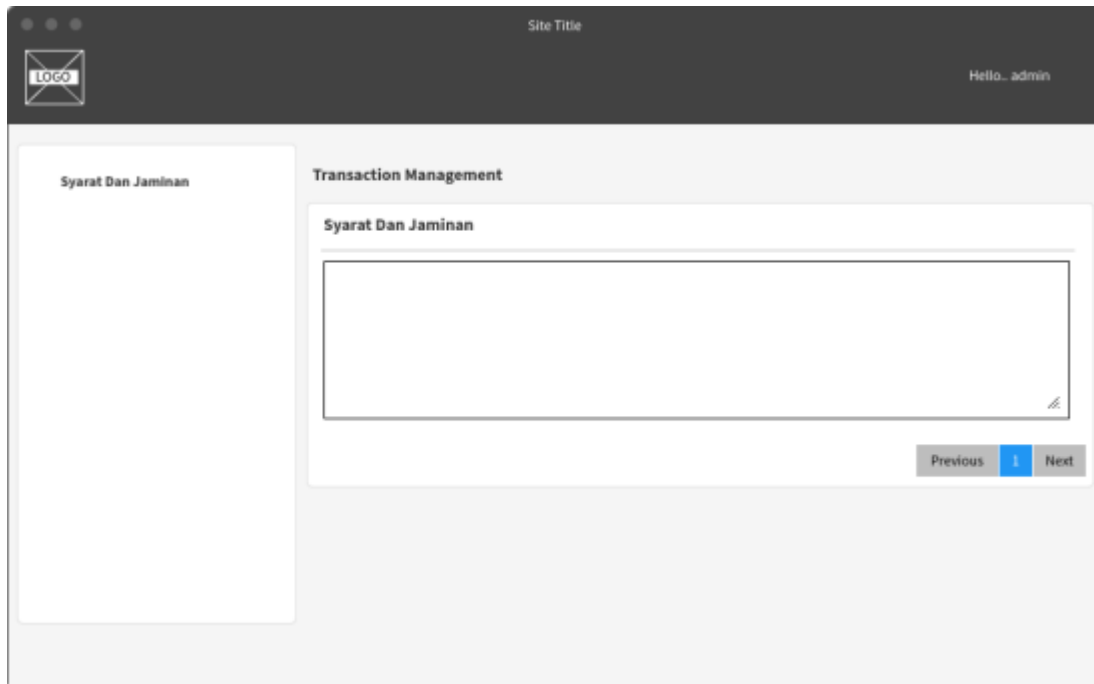 Site Title
LOGO
Hello.. admin
Syarat Dan Jaminan
Transaction Management
Syarat Dan Jaminan
Previous 1 Next